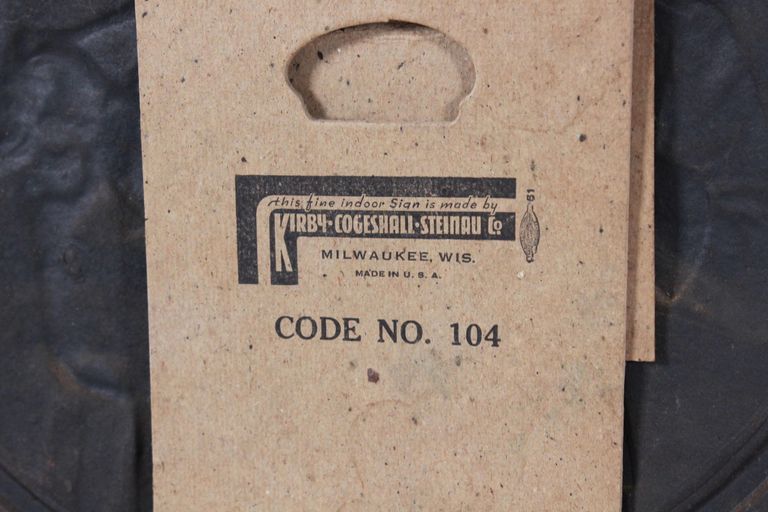 this fine indoor Sign is made by
KIRBY-COGESHALL-STEINAU Co
MILWAUKEE, WIS.
MADE IN U. S. A.
CODE NO. 104